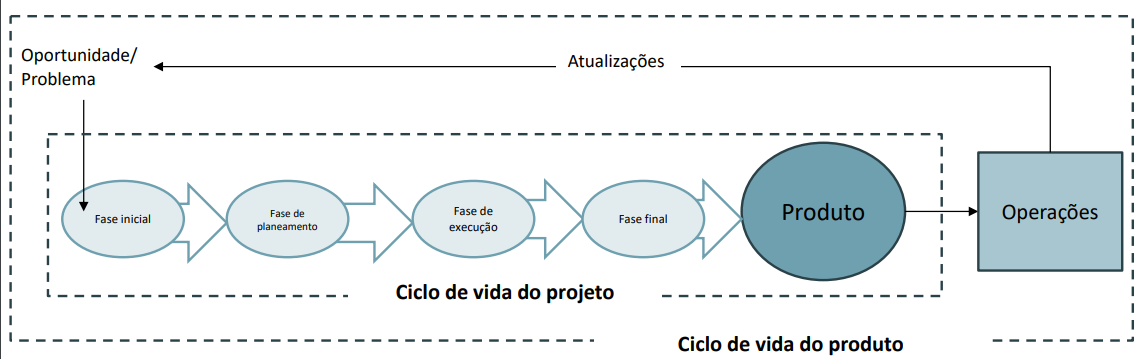 Oportunidade/
Problema
Atualizações
Fase inicial
Fase de
planeamento
Fase de
execução
Fase final
Produto
Operações
Ciclo de vida do projeto
Ciclo de vida do produto